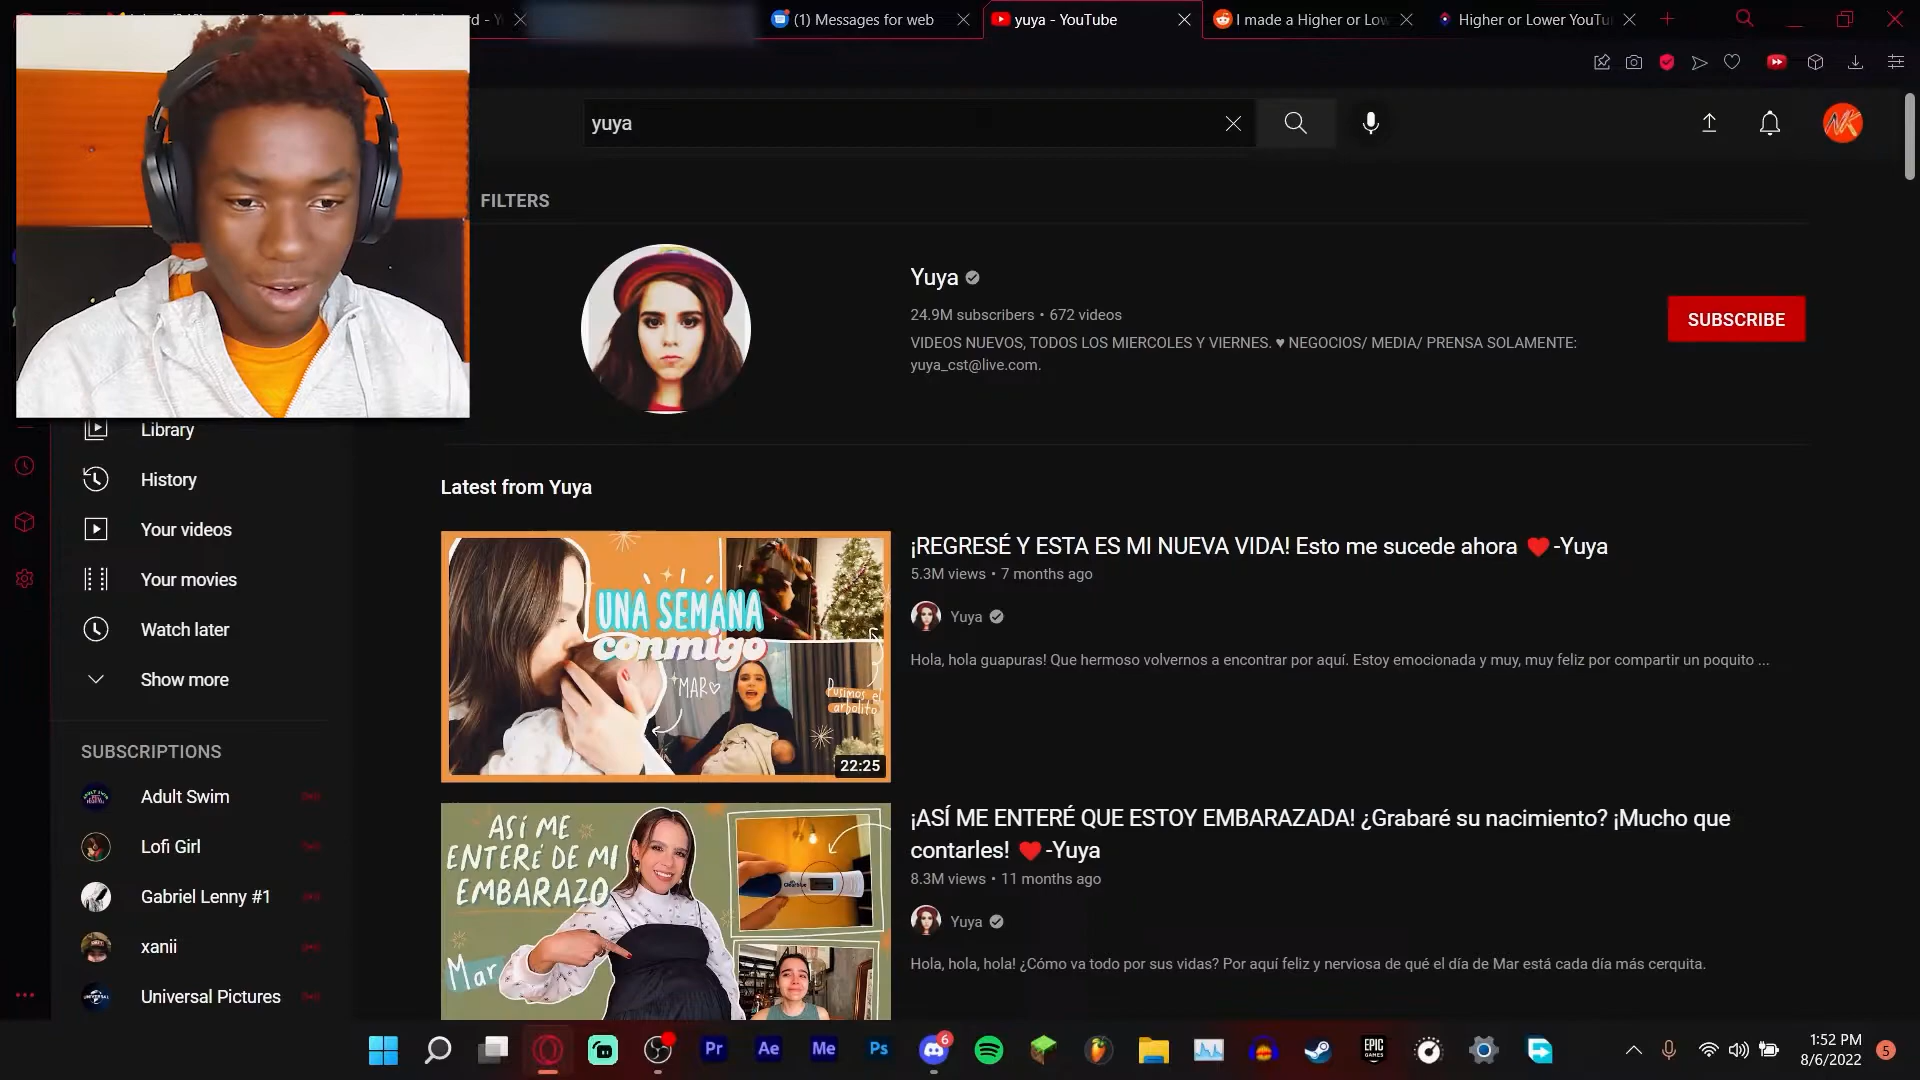 (1) Messages for web
yuya - YouTube
I made a Higher or Low
Higher or Lower YouTu
yuya
FILTERS
Yuya
24.9M subscribers • 672 videos
VIDEOS NUEVOS, TODOS LOS MIERCOLES Y VIERNES. ♥ NEGOCIOS/ MEDIA/ PRENSA SOLAMENTE:
yuya_cst@live.com.
SUBSCRIBE
Library
History
Your videos
Your movies
Watch later
Show more
SUBSCRIPTIONS
Adult Swim
Lofi Girl
Gabriel Lenny #1
xanii
Universal Pictures
Latest from Yuya
UNA SEMANA
conmigo
MAR
Pusimos el
arbolito
22:25
¡REGRESÉ Y ESTA ES MI NUEVA VIDA! Esto me sucede ahora ❤️-Yuya
5.3M views • 7 months ago
Yuya
Hola, hola guapuras! Que hermoso volvernos a encontrar por aquí. Estoy emocionada y muy, muy feliz por compartir un poquito ...
ASÍ ME
ENTERÉ DE MI
EMBARAZO
Mar
Clearblue
¡ASÍ ME ENTERÉ QUE ESTOY EMBARAZADA! ¿Grabaré su nacimiento? ¡Mucho que
contarles! ❤️-Yuya
8.3M views • 11 months ago
Yuya
Hola, hola, hola! ¿Cómo va todo por sus vidas? Por aquí feliz y nerviosa de qué el día de Mar está cada día más cerquita.
Pr
Ae
Me
Ps
6
EPIC
GAMES
1:52 PM
8/6/2022
5